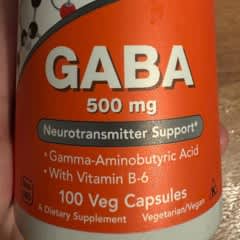 GABA
500 mg
Neurotransmitter Support*
• Gamma-Aminobutyric Acid
• With Vitamin B-6
100 Veg Capsules
A Dietary Supplement
Vegetarian/Vegan